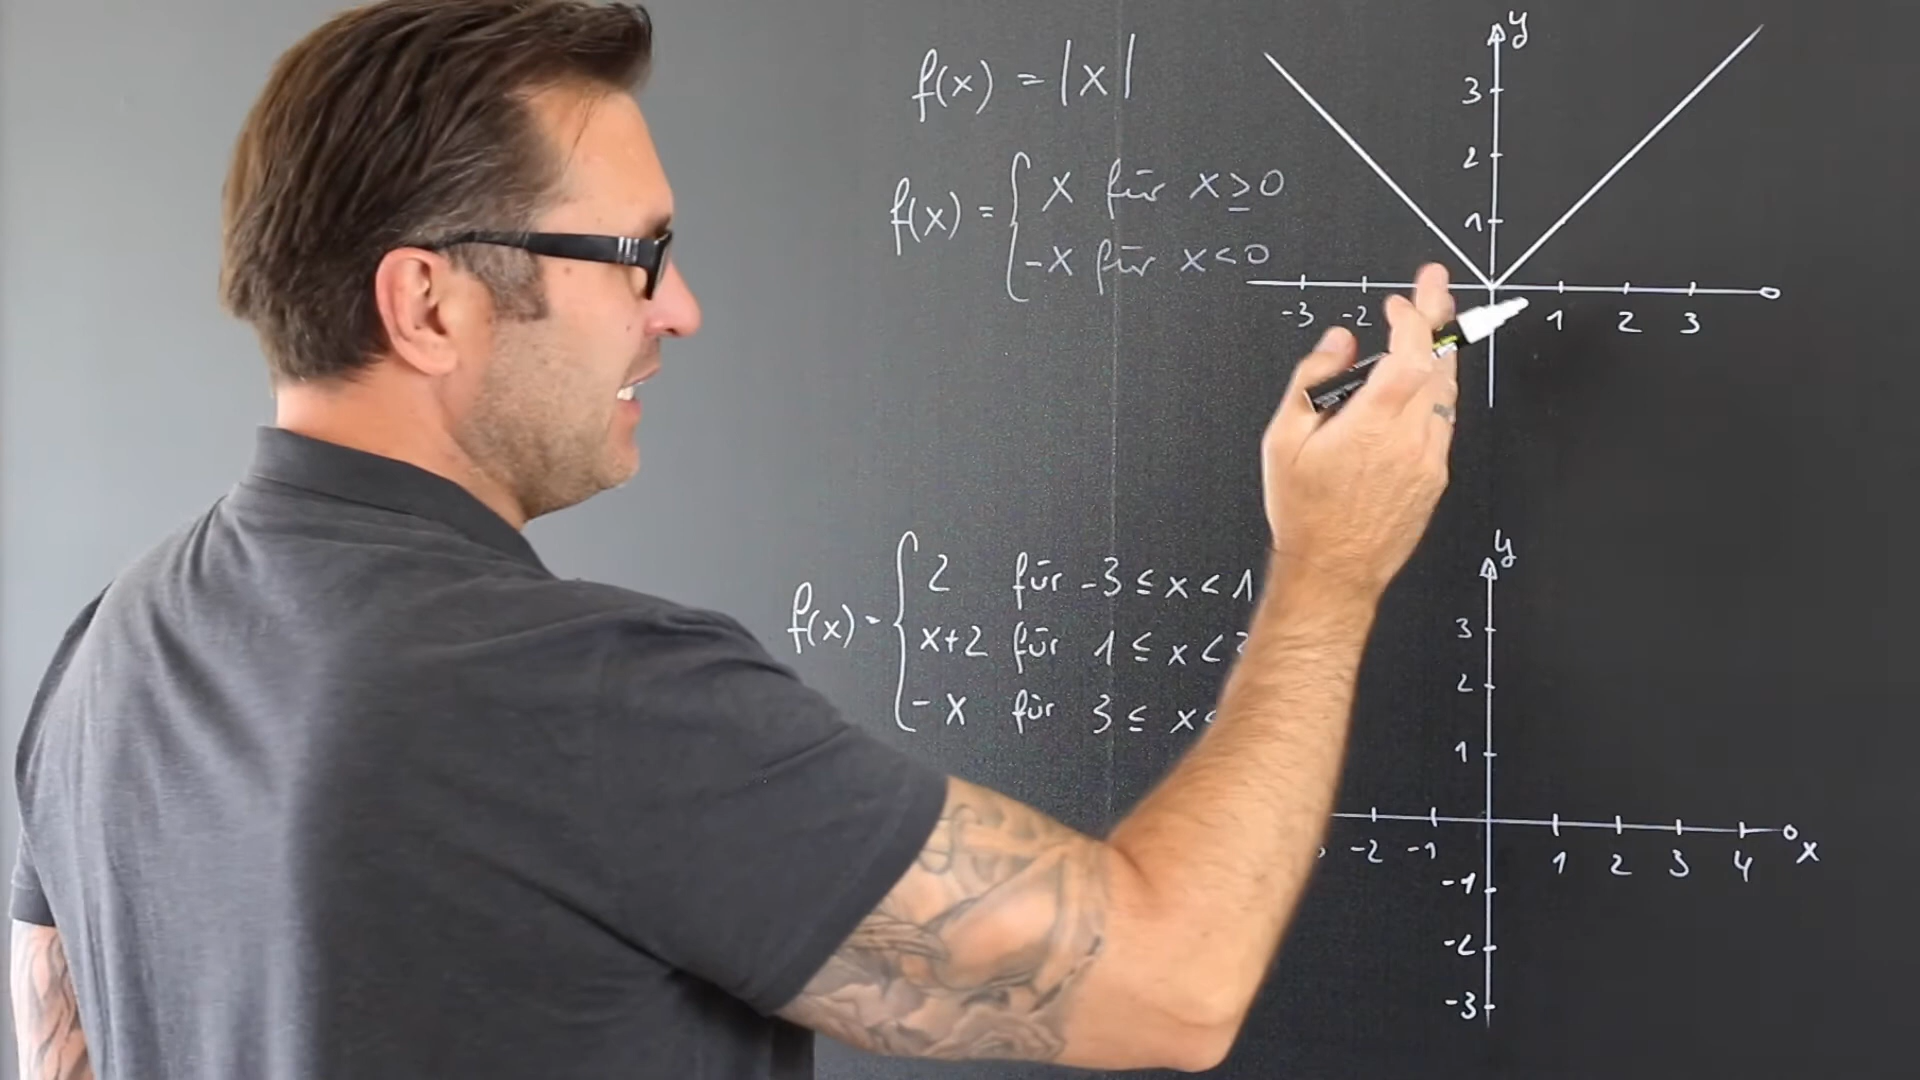 f(x) = |x|
f(x) = { x für x ≥ 0
-x für x < 0
y
3
2
1
-3 -2 1 2 3
f(x) = { 2 für -3 ≤ x < 1
x+2 für 1 ≤ x <
-x für 3 ≤ x <
y
3
2
1
-2 -1 1 2 3 4 x
-1
-2
-3